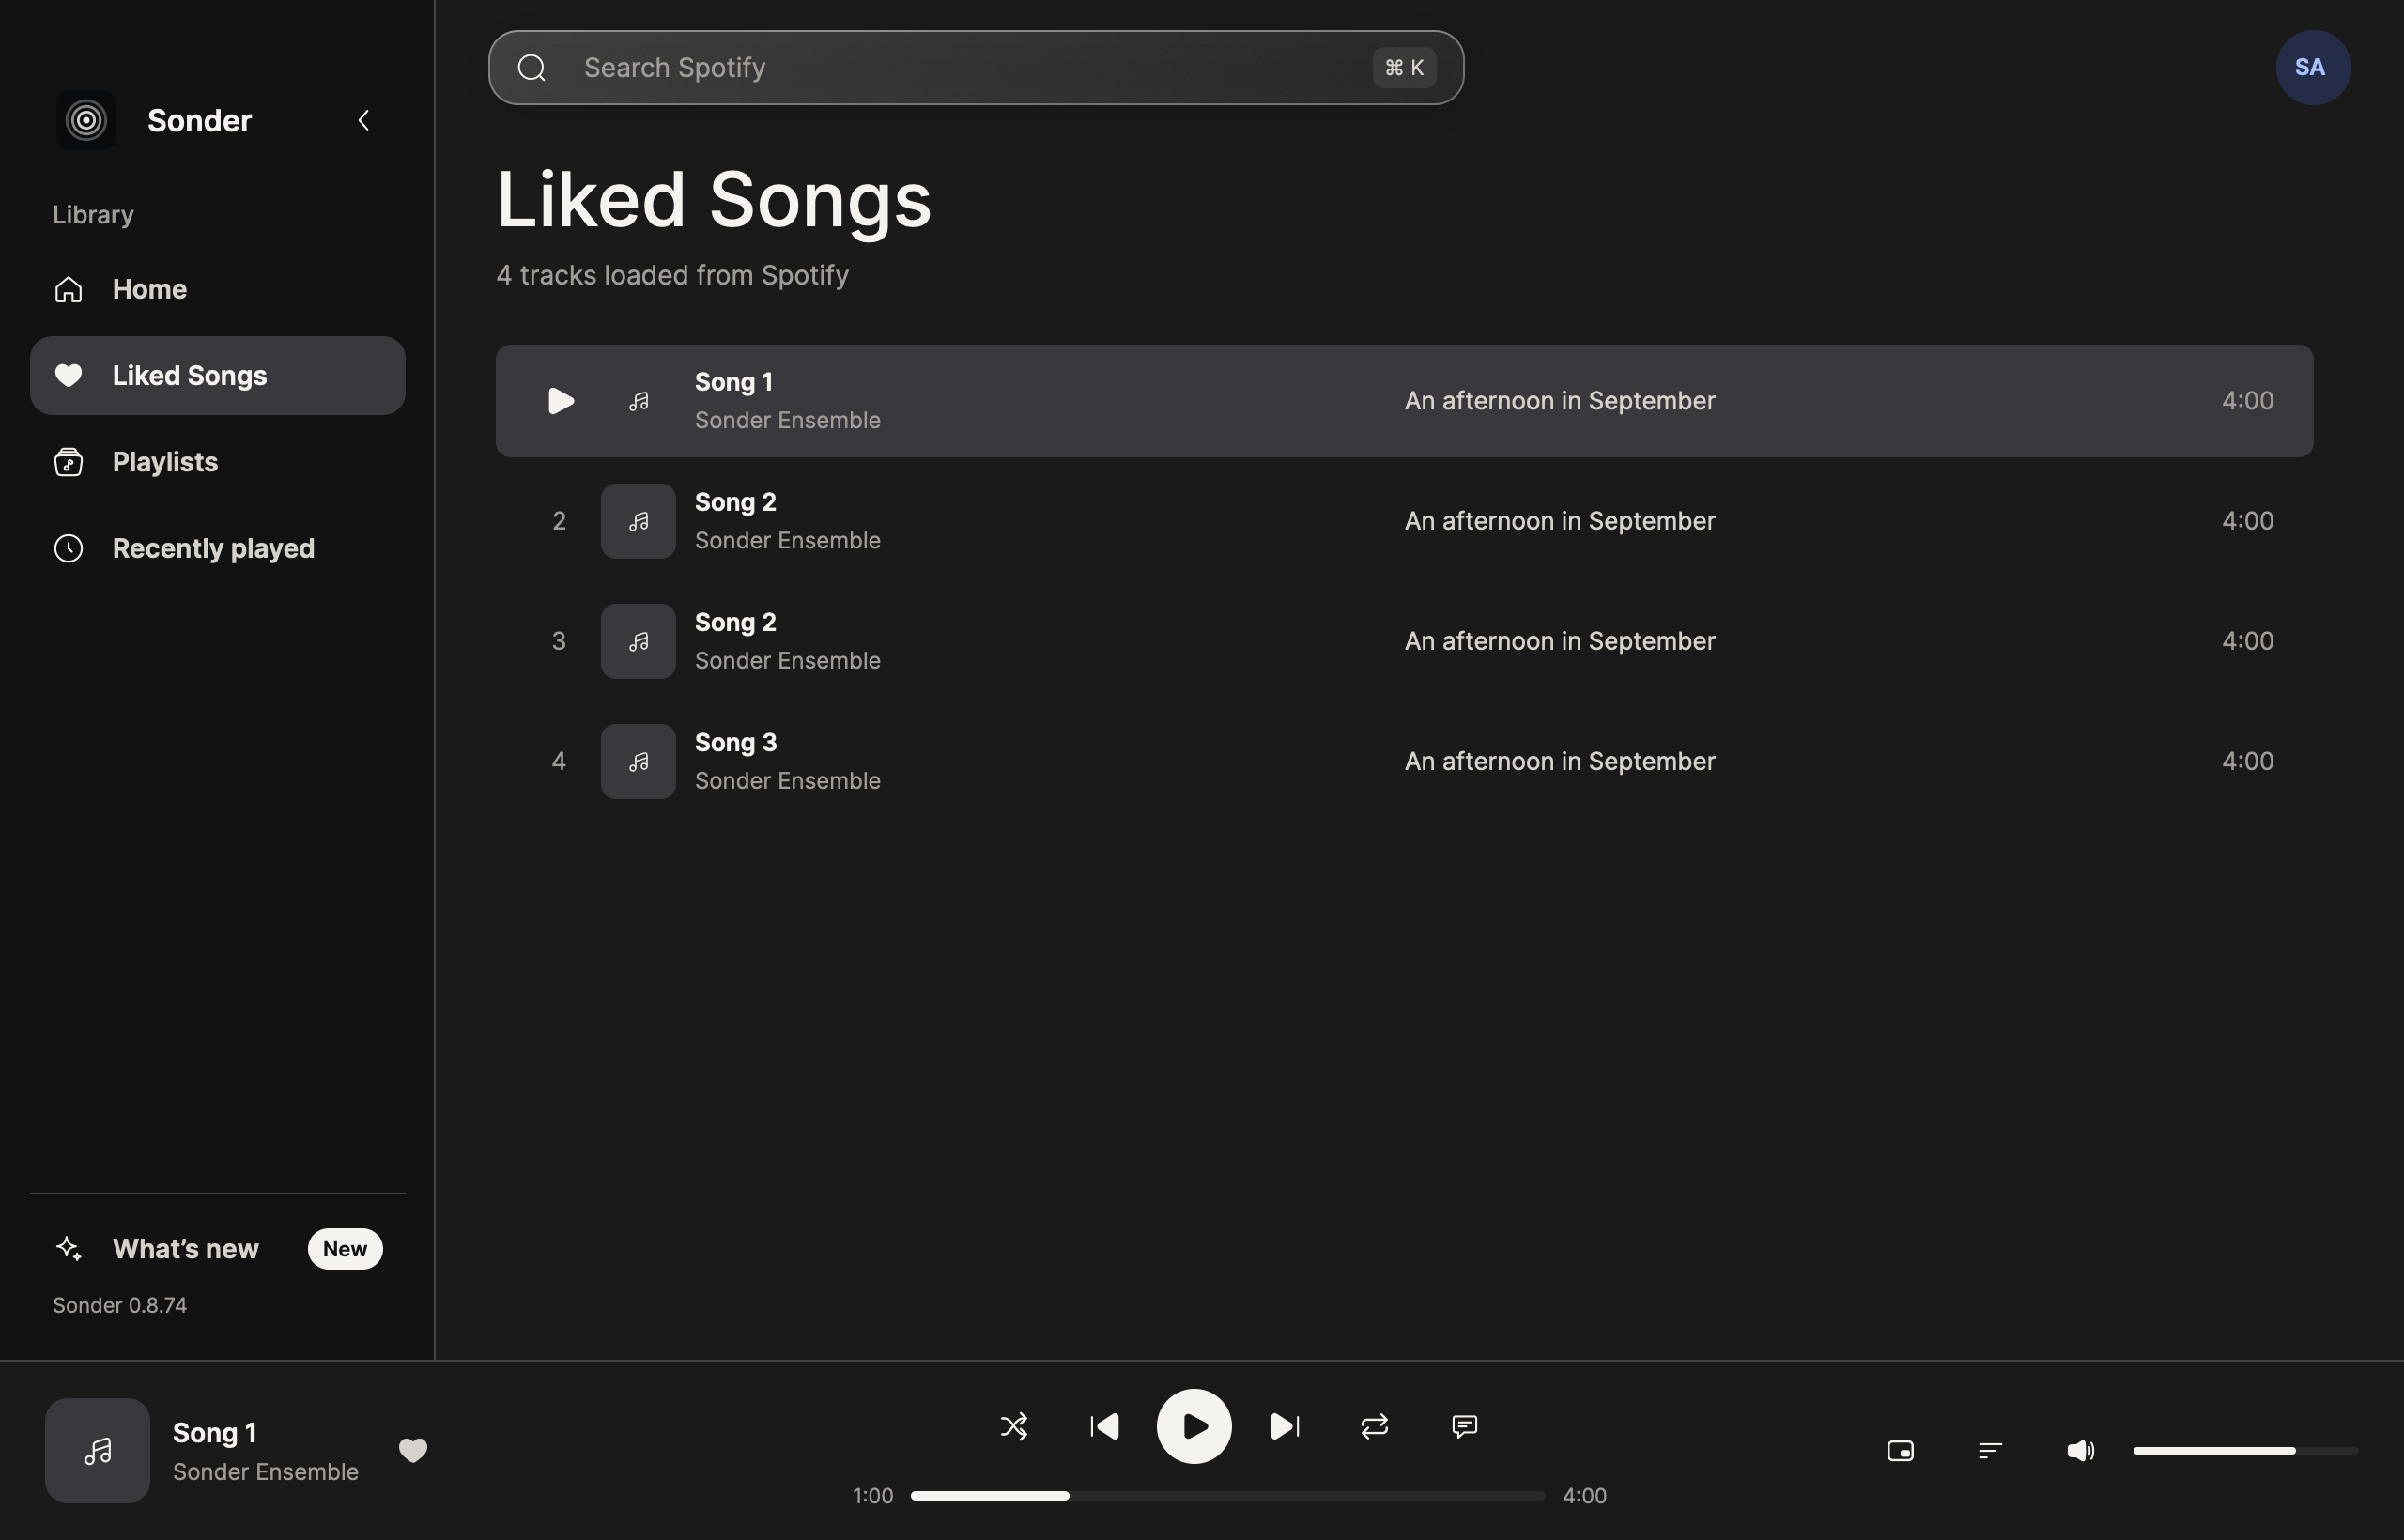 Search Spotify
⌘ K
SA
Sonder
Library
Home
Liked Songs
Playlists
Recently played
What’s new
New
Sonder 0.8.74
Liked Songs
4 tracks loaded from Spotify
Song 1
Sonder Ensemble
An afternoon in September
4:00
2
Song 2
Sonder Ensemble
An afternoon in September
4:00
3
Song 2
Sonder Ensemble
An afternoon in September
4:00
4
Song 3
Sonder Ensemble
An afternoon in September
4:00
Song 1
Sonder Ensemble
1:00
4:00